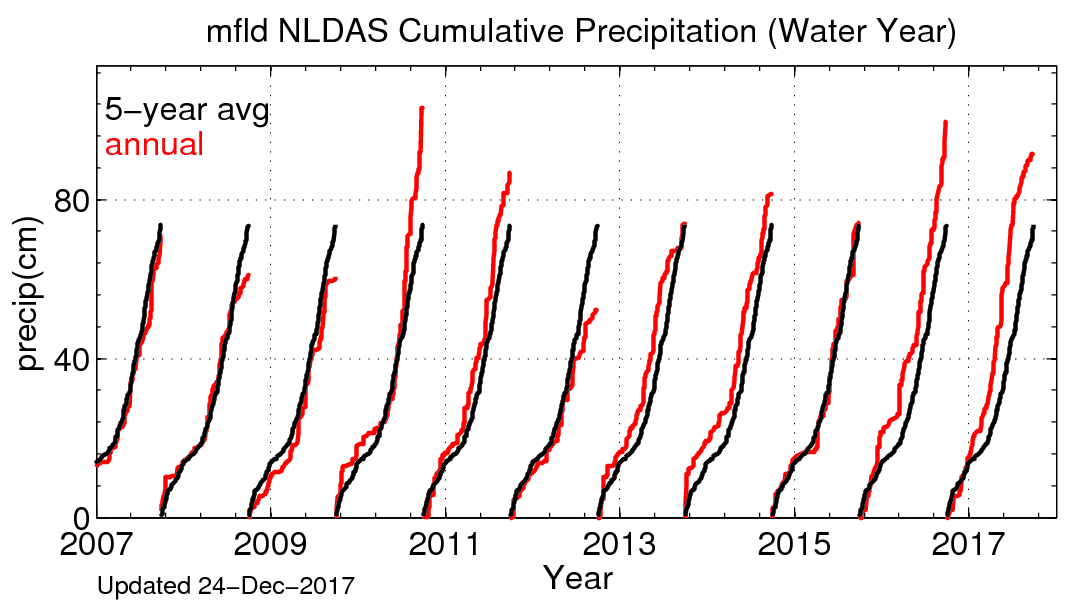 mfld NLDAS Cumulative Precipitation (Water Year)
5−year avg
annual
80
40
0
precip(cm)
2007 2009 2011 2013 2015 2017
Year
Updated 24−Dec−2017